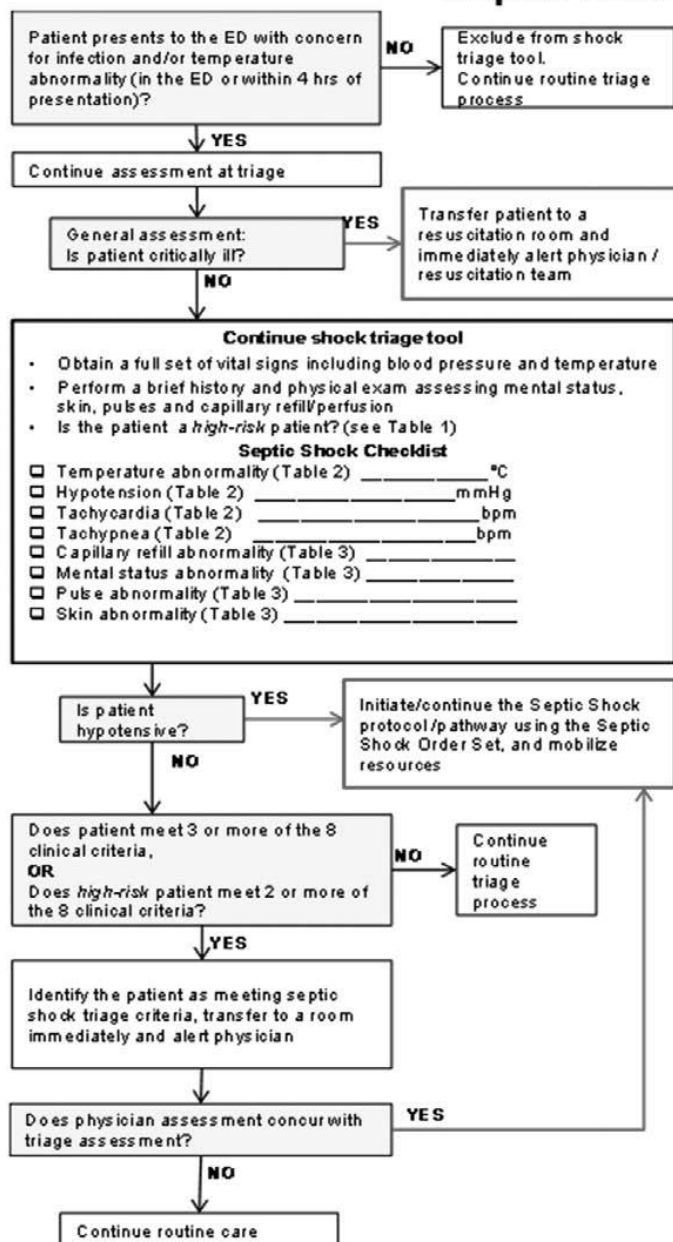 Patient presents to the ED with concern
for infection and/or temperature
abnormality (in the ED or within 4 hrs of
presentation)?
NO
Exclude from shock
triage tool.
Continue routine triage
process
YES
Continue assessment at triage
General assessment:
Is patient critically ill?
YES
Transfer patient to a
resuscitation room and
immediately alert physician /
resuscitation team
NO
Continue shock triage tool
• Obtain a full set of vital signs including blood pressure and temperature
• Perform a brief history and physical exam assessing mental status,
skin, pulses and capillary refill/perfusion
• Is the patient a high-risk patient? (see Table 1)
Septic Shock Checklist
❑ Temperature abnormality (Table 2) ____________ °C
❑ Hypotension (Table 2) ___________________ mmHg
❑ Tachycardia (Table 2) _____________________ bpm
❑ Tachypnea (Table 2) _____________________ bpm
❑ Capillary refill abnormality (Table 3) ______________
❑ Mental status abnormality (Table 3) ______________
❑ Pulse abnormality (Table 3) _____________________
❑ Skin abnormality (Table 3) ______________________
Is patient
hypotensive?
YES
Initiate/continue the Septic Shock
protocol/pathway using the Septic
Shock Order Set, and mobilize
resources
NO
Does patient meet 3 or more of the 8
clinical criteria,
OR
Does high-risk patient meet 2 or more of
the 8 clinical criteria?
NO
Continue
routine
triage
process
YES
Identify the patient as meeting septic
shock triage criteria, transfer to a room
immediately and alert physician
Does physician assessment concur with
triage assessment?
YES
NO
Continue routine care